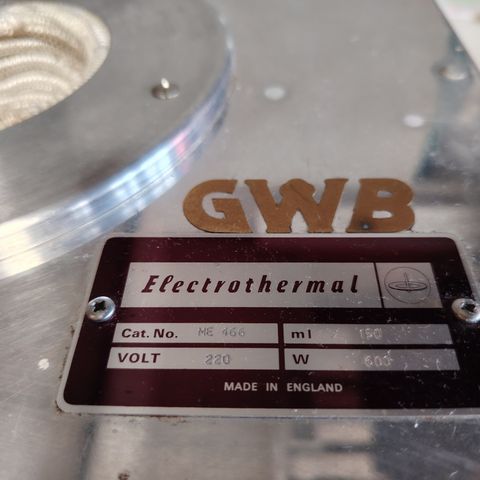 GWB
Electrothermal
Cat. No. ME 466 ml
VOLT 220 W 600
MADE IN ENGLAND